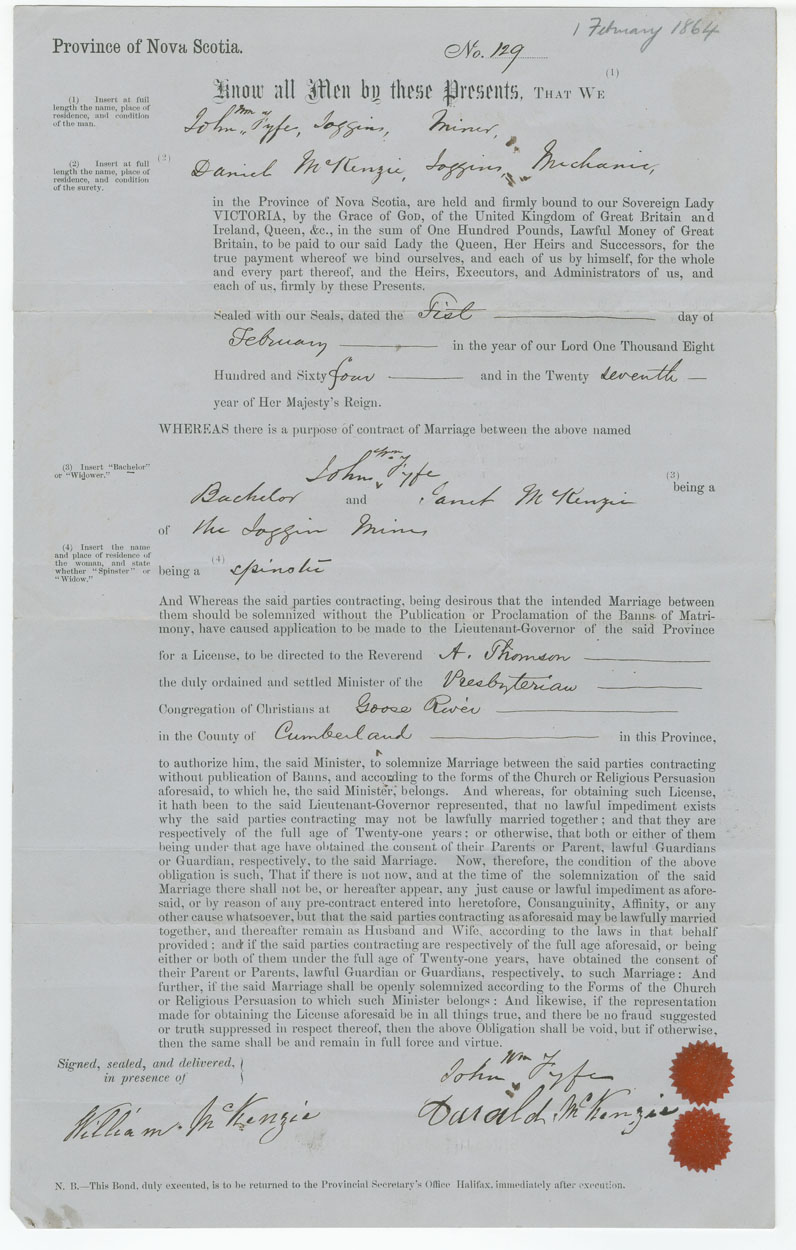 1 February 1864
Province of Nova Scotia.
No. 129
Know all Men by these Presents, THAT WE (1)
(1) Insert at full
length the name, place of
residence, and condition
of the man.
John Wm Fyfe, Joggins, Miner,
(2) Insert at full
length the name, place of
residence, and condition
of the surety.
(2) Daniel McKenzie, Joggins, Mechanic,
in the Province of Nova Scotia, are held and firmly bound to our Sovereign Lady
VICTORIA, by the Grace of GOD, of the United Kingdom of Great Britain and
Ireland, Queen, &c., in the sum of One Hundred Pounds, Lawful Money of Great
Britain, to be paid to our said Lady the Queen, Her Heirs and Successors, for the
true payment whereof we bind ourselves, and each of us by himself, for the whole
and every part thereof, and the Heirs, Executors, and Administrators of us, and
each of us, firmly by these Presents.
Sealed with our Seals, dated the Fist day of
February in the year of our Lord One Thousand Eight
Hundred and Sixty four and in the Twenty seventh
year of Her Majesty's Reign.
WHEREAS there is a purpose of contract of Marriage between the above named
(3) Insert "Bachelor"
or "Widower."
John Wm Fyfe (3) being a
Bachelor and Janet McKenzie
of the Joggin Mines
(4) Insert the name
and place of residence of
the woman, and state
whether "Spinster" or
"Widow."
being a (4) spinster
And Whereas the said parties contracting, being desirous that the intended Marriage between
them should be solemnized without the Publication or Proclamation of the Banns of Matri-
mony, have caused application to be made to the Lieutenant-Governor of the said Province
for a License, to be directed to the Reverend A. Thomson
the duly ordained and settled Minister of the Presbyterian
Congregation of Christians at Goose River
in the County of Cumberland in this Province,
to authorize him, the said Minister, to solemnize Marriage between the said parties contracting
without publication of Banns, and according to the forms of the Church or Religious Persuasion
aforesaid, to which he, the said Minister, belongs. And whereas, for obtaining such License,
it hath been to the said Lieutenant-Governor represented, that no lawful impediment exists
why the said parties contracting may not be lawfully married together; and that they are
respectively of the full age of Twenty-one years: or otherwise, that both or either of them
being under that age have obtained the consent of their Parents or Parent, lawful Guardians
or Guardian, respectively, to the said Marriage. Now, therefore, the condition of the above
obligation is such, That if there is not now, and at the time of the solemnization of the said
Marriage there shall not be, or hereafter appear, any just cause or lawful impediment as afore-
said, or by reason of any pre-contract entered into heretofore, Consanguinity, Affinity, or any
other cause whatsoever, but that the said parties contracting as aforesaid may be lawfully married
together, and thereafter remain as Husband and Wife, according to the laws in that behalf
provided; and if the said parties contracting are respectively of the full age aforesaid, or being
either or both of them under the full age of Twenty-one years, have obtained the consent of
their Parent or Parents, lawful Guardian or Guardians, respectively, to such Marriage: And
further, if the said Marriage shall be openly solemnized according to the Forms of the Church
or Religious Persuasion to which such Minister belongs: And likewise, if the representation
made for obtaining the License aforesaid be in all things true, and there be no fraud suggested
or truth suppressed in respect thereof, then the above Obligation shall be void, but if otherwise,
then the same shall be and remain in full force and virtue.
Signed, sealed, and delivered,
in presence of
John Wm Fyfe
William McKenzie
McKenzie
N. B.—This Bond, duly executed, is to be returned to the Provincial Secretary's Office Halifax, immediately after execution.